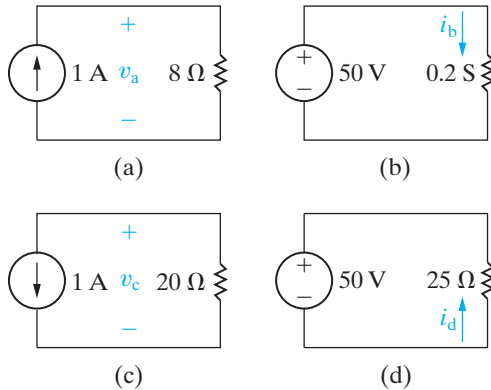 +
1 A v_a 8 Ω
−
(a)
i_b
+
−
50 V 0.2 S
(b)
+
1 A v_c 20 Ω
−
(c)
+
−
50 V 25 Ω
i_d
(d)